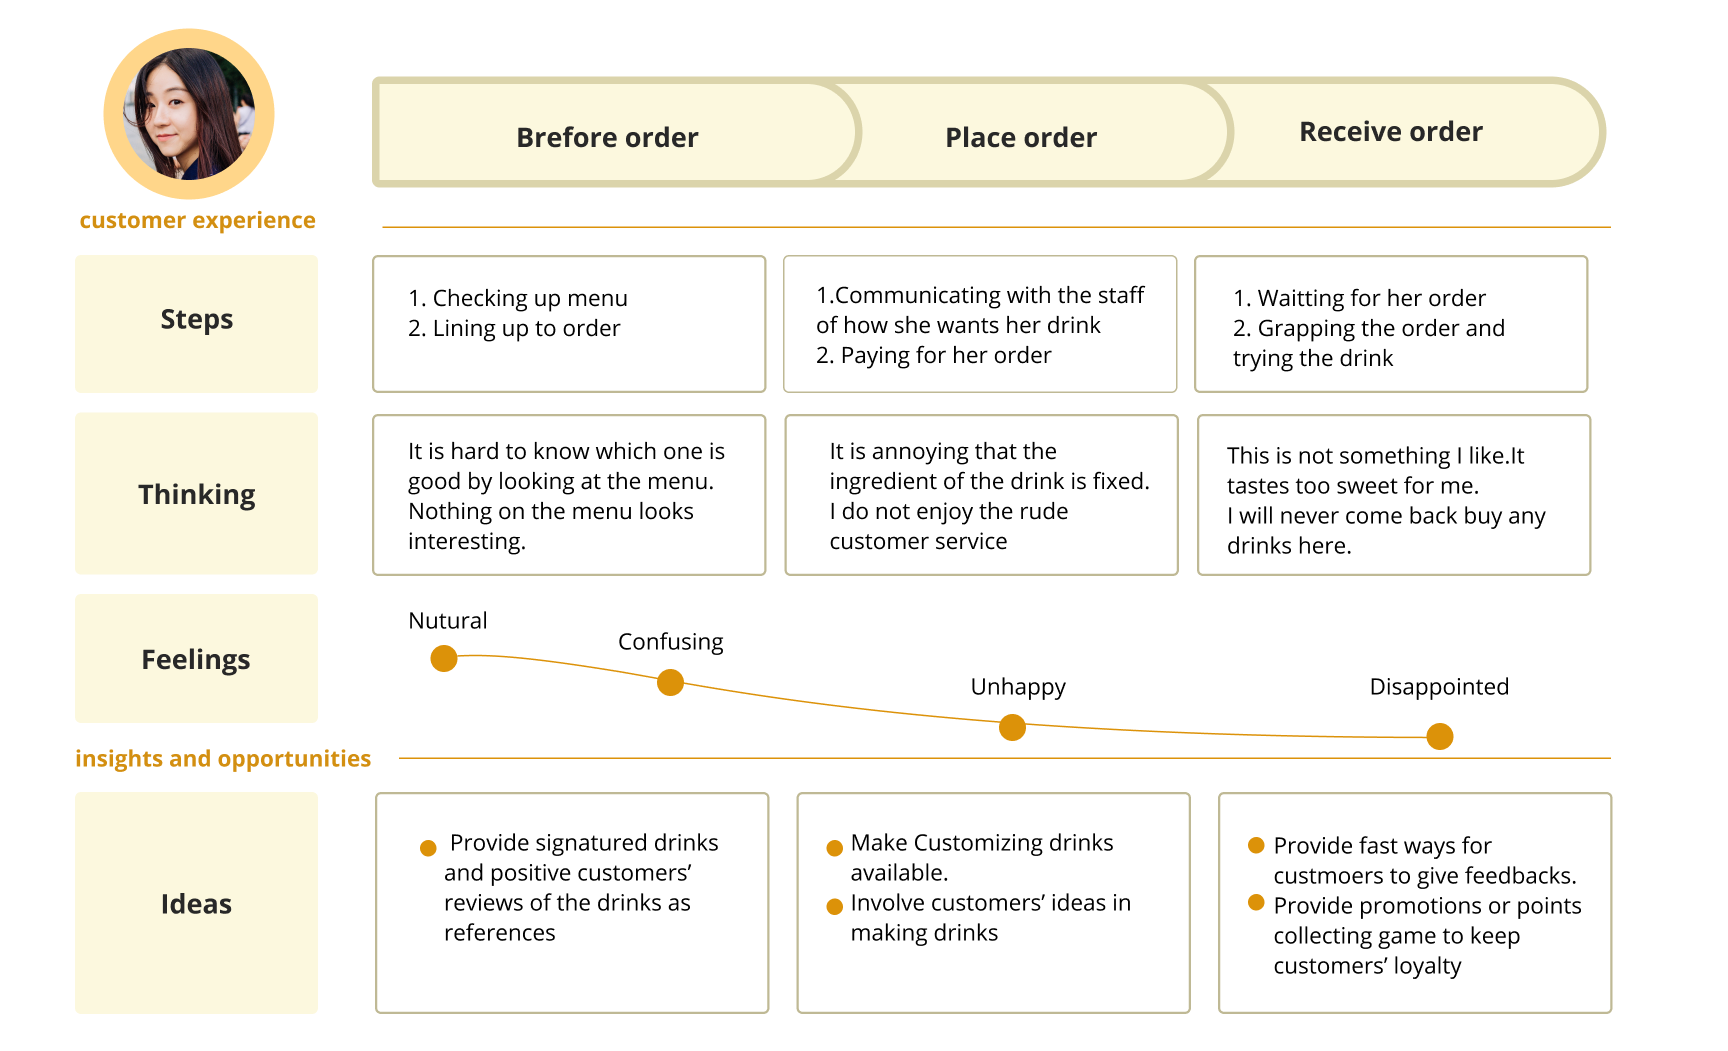 Brefore order
Place order
Receive order
customer experience
Steps
1. Checking up menu
2. Lining up to order
1.Communicating with the staff
of how she wants her drink
2. Paying for her order
1. Waitting for her order
2. Grapping the order and
trying the drink
Thinking
It is hard to know which one is
good by looking at the menu.
Nothing on the menu looks
interesting.
It is annoying that the
ingredient of the drink is fixed.
I do not enjoy the rude
customer service
This is not something I like.It
tastes too sweet for me.
I will never come back buy any
drinks here.
Feelings
Nutural
Confusing
Unhappy
Disappointed
insights and opportunities
Ideas
Provide signatured drinks
and positive customers’
reviews of the drinks as
references
Make Customizing drinks
available.
Involve customers’ ideas in
making drinks
Provide fast ways for
custmoers to give feedbacks.
Provide promotions or points
collecting game to keep
customers’ loyalty